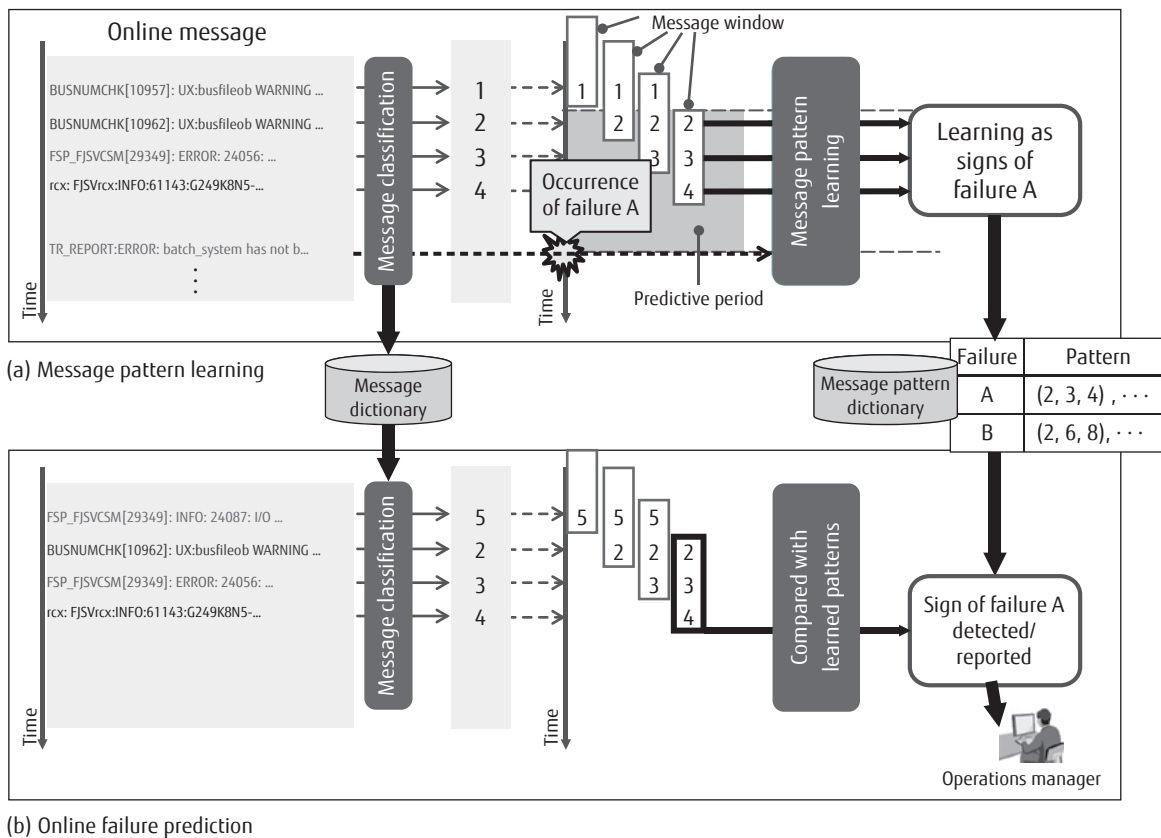 Online message
Message window
BUSNUMCHK[10957]: UX:busfileob WARNING ...
BUSNUMCHK[10962]: UX:busfileob WARNING ...
FSP_FJSVCSM[29349]: ERROR: 24056: ...
rcx: FJSVrcx:INFO:61143:G249K8N5-...
TR_REPORT:ERROR: batch_system has not b...
Time
Message classification
1
2
3
4
Time
1
1
2
1
2
3
2
3
4
Occurrence
of failure A
Predictive period
Message pattern
learning
Learning as
signs of
failure A
(a) Message pattern learning
Message
dictionary
Message pattern
dictionary
Failure Pattern
A (2, 3, 4) , · · ·
B (2, 6, 8), · · ·
FSP_FJSVCSM[29349]: INFO: 24087: I/O ...
BUSNUMCHK[10962]: UX:busfileob WARNING ...
FSP_FJSVCSM[29349]: ERROR: 24056: ...
rcx: FJSVrcx:INFO:61143:G249K8N5-...
Time
Message classification
5
2
3
4
Time
5
5
2
5
2
3
2
3
4
Compared with
learned patterns
Sign of failure A
detected/
reported
Operations manager
(b) Online failure prediction